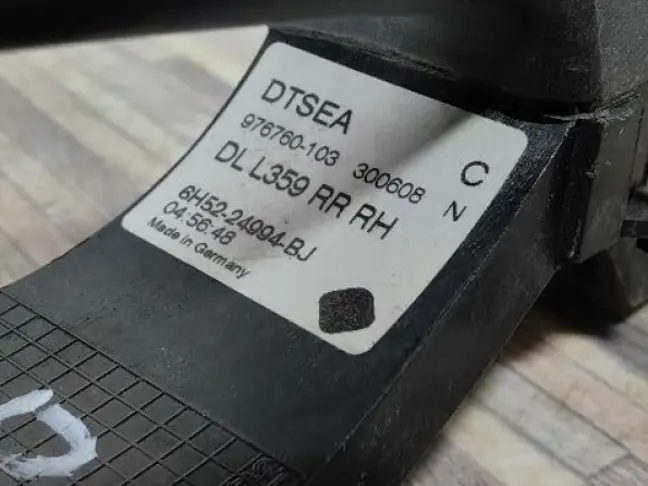 DTSEA
976760-103 300608 C
DL L359 RR RH N
6H52-24994-BJ
04:56:48
Made in Germany